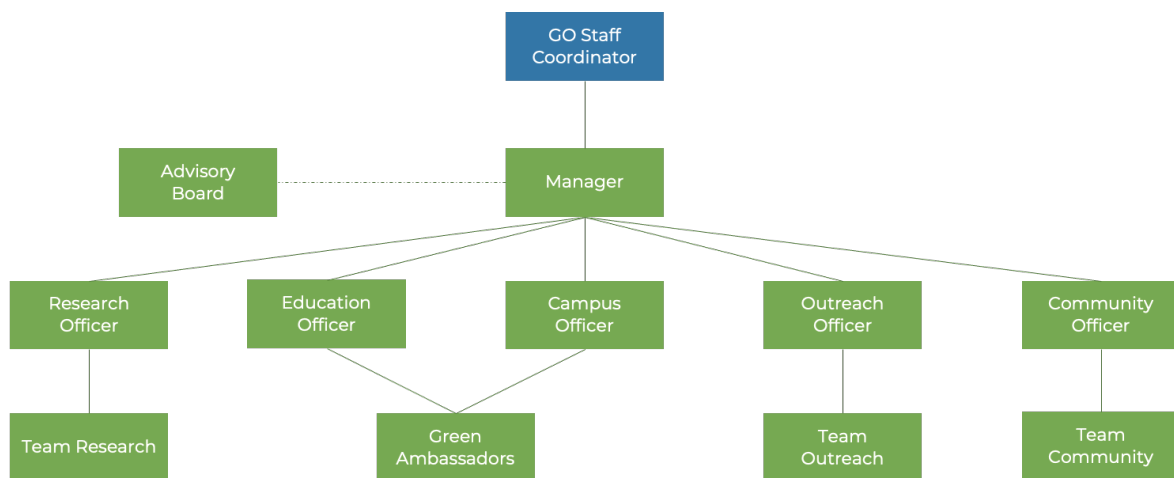 GO Staff
Coordinator
Advisory
Board
Manager
Research
Officer
Education
Officer
Campus
Officer
Outreach
Officer
Community
Officer
Team Research
Green
Ambassadors
Team
Outreach
Team
Community